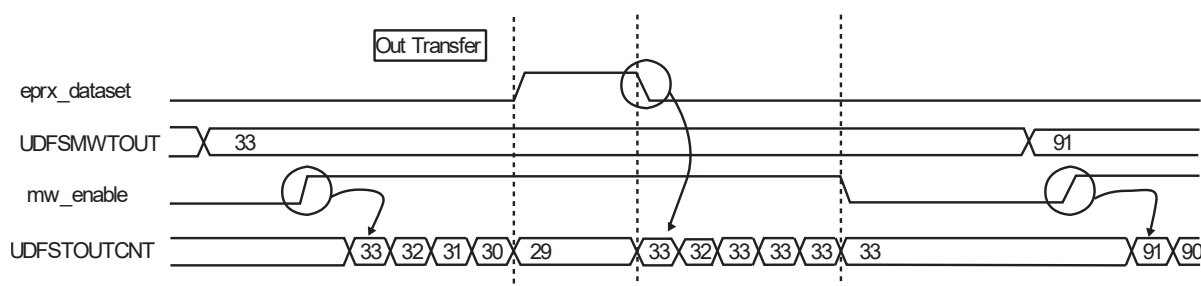 Out Transfer
eprx_dataset
UDFSMWTOUT 33 91
mw_enable
UDFSTOUTCNT 33 32 31 30 29 33 32 33 33 33 33 91 90